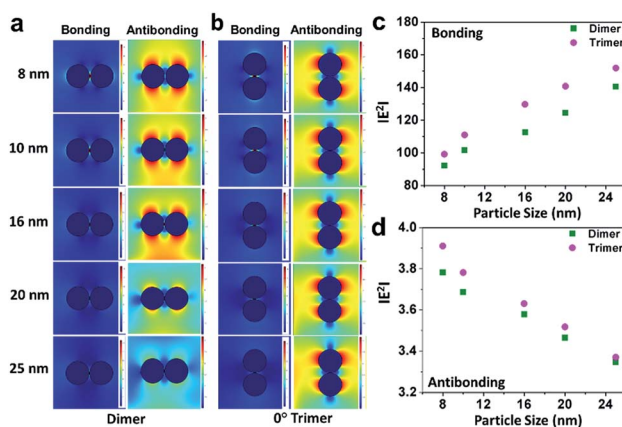 a
Bonding Antibonding
8 nm
10 nm
16 nm
20 nm
25 nm
Dimer
b
Bonding Antibonding
0° Trimer
c
Bonding
Dimer
Trimer
180
160
140
120
100
80
|E²|
8 12 16 20 24
Particle Size (nm)
d
Dimer
Trimer
4.0
3.8
3.6
3.4
3.2
|E²|
Antibonding
8 12 16 20 24
Particle Size (nm)